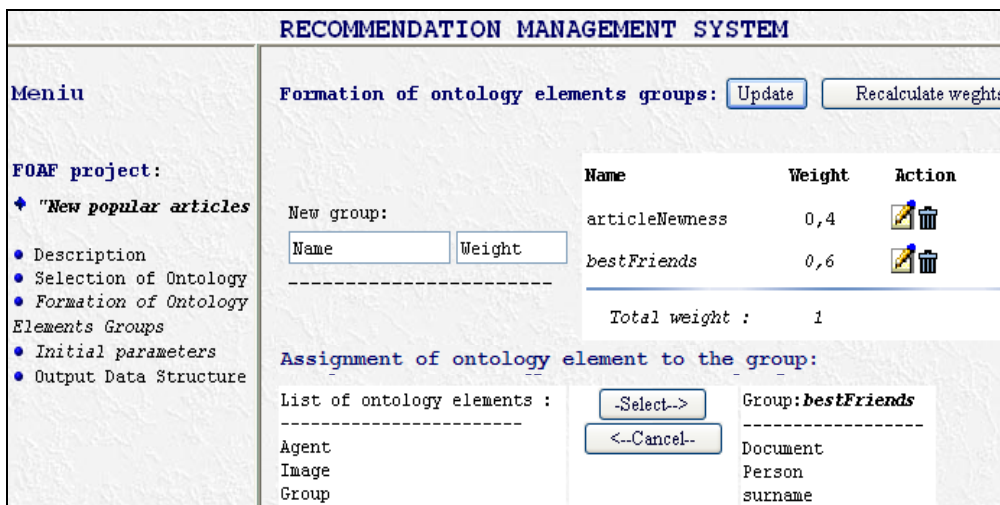 RECOMMENDATION MANAGEMENT SYSTEM
Meniu
FOAF project:
"New popular articles
Description
Selection of Ontology
Formation of Ontology
Elements Groups
Initial parameters
Output Data Structure
Formation of ontology elements groups: Update Recalculate weghts
New group:
Name Weight
-----------------------
Name Weight Action
articleNewness 0,4
bestFriends 0,6
Total weight : 1
Assignment of ontology element to the group:
List of ontology elements :
-----------------------
Agent
Image
Group
-Select-->
<--Cancel--
Group:bestFriends
------------------
Document
Person
surname